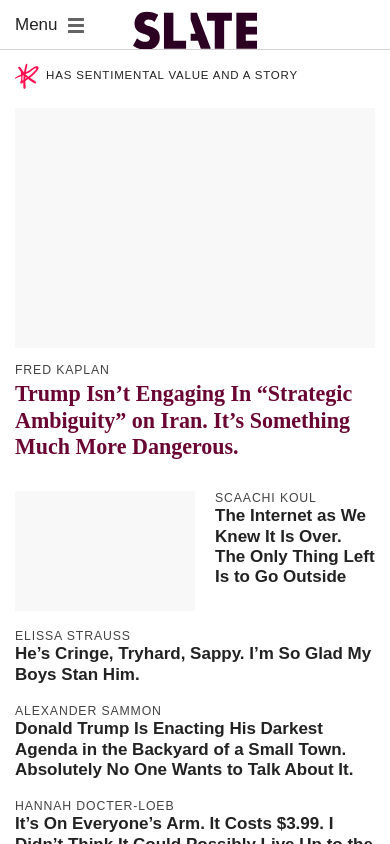 Menu
SLATE
HAS SENTIMENTAL VALUE AND A STORY
FRED KAPLAN
Trump Isn’t Engaging In “Strategic
Ambiguity” on Iran. It’s Something
Much More Dangerous.
SCAACHI KOUL
The Internet as We
Knew It Is Over.
The Only Thing Left
Is to Go Outside
ELISSA STRAUSS
He’s Cringe, Tryhard, Sappy. I’m So Glad My
Boys Stan Him.
ALEXANDER SAMMON
Donald Trump Is Enacting His Darkest
Agenda in the Backyard of a Small Town.
Absolutely No One Wants to Talk About It.
HANNAH DOCTER-LOEB
It’s On Everyone’s Arm. It Costs $3.99. I
Didn’t Think It Could Possibly Live Up to the